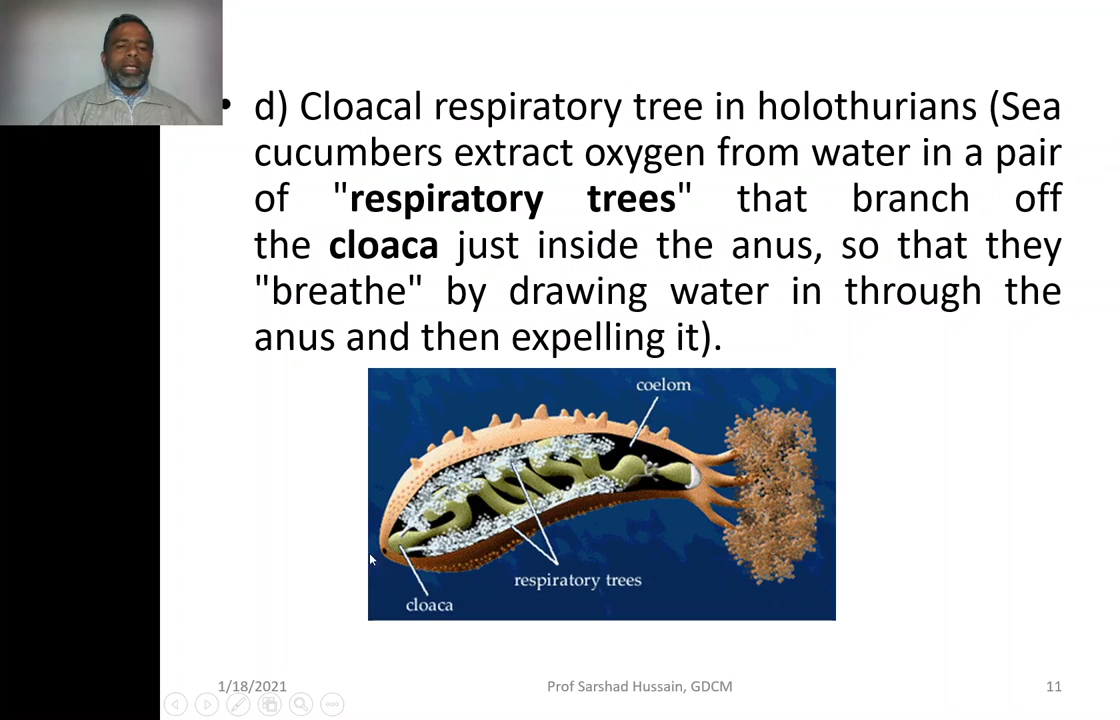 • d) Cloacal respiratory tree in holothurians (Sea
cucumbers extract oxygen from water in a pair
of "respiratory trees" that branch off
the cloaca just inside the anus, so that they
"breathe" by drawing water in through the
anus and then expelling it).
coelom
respiratory trees
cloaca
1/18/2021
Prof Sarshad Hussain, GDCM
11